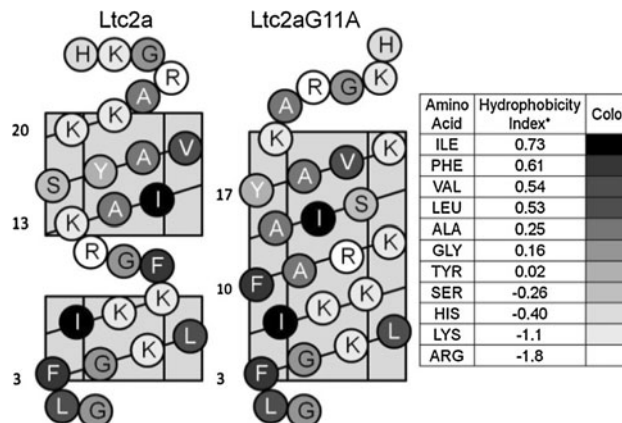 Ltc2a
H K G
R
A
20 K K
S Y A V
13 K A I
R G F
I K K
3 F G K L
L G
Ltc2aG11A
H
A R G K
K
17 Y A V K
A I S
10 F A R K
I K K
3 F G K L
L G
Amino Acid Hydrophobicity Index* Colo
ILE 0.73
PHE 0.61
VAL 0.54
LEU 0.53
ALA 0.25
GLY 0.16
TYR 0.02
SER -0.26
HIS -0.40
LYS -1.1
ARG -1.8